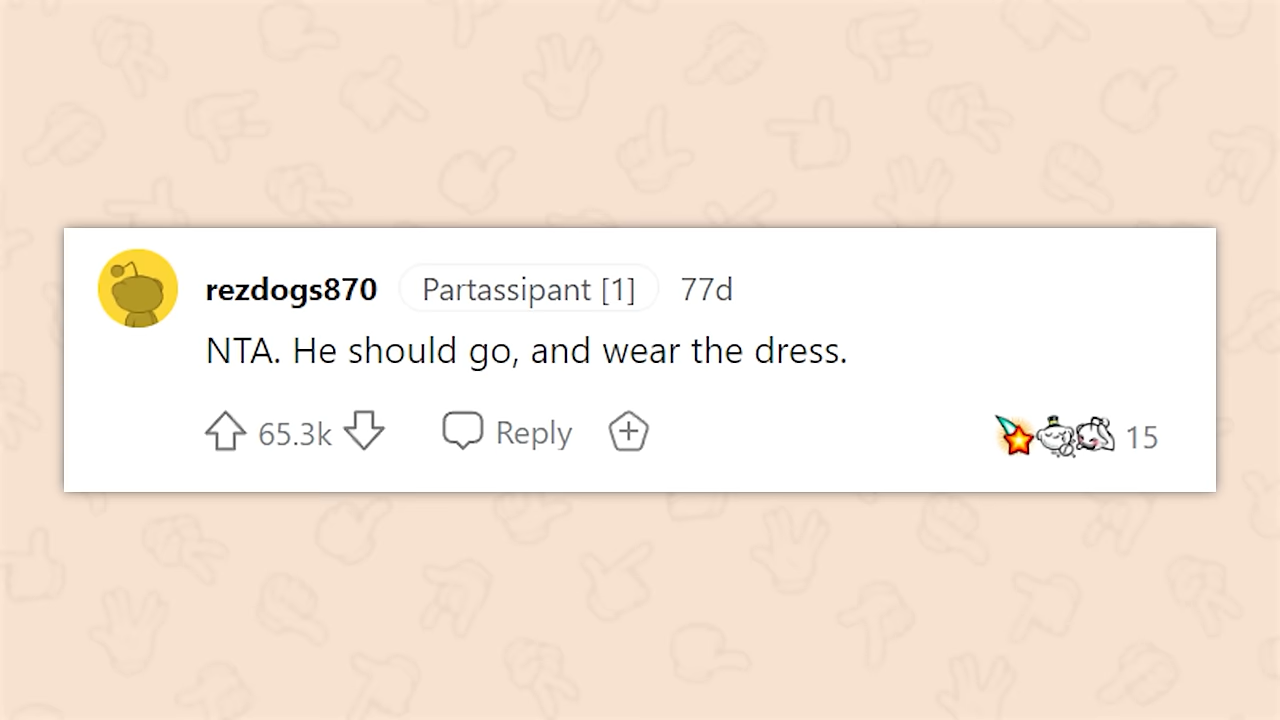 rezdogs870 Partassipant [1] 77d
NTA. He should go, and wear the dress.
65.3k Reply 15